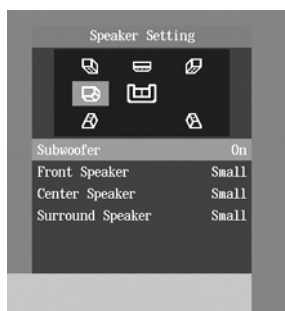 Speaker Setting
Subwoofer On
Front Speaker Small
Center Speaker Small
Surround Speaker Small